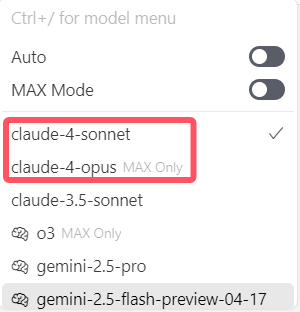 Ctrl+/ for model menu
Auto
MAX Mode
claude-4-sonnet
claude-4-opus MAX Only
claude-3.5-sonnet
o3 MAX Only
gemini-2.5-pro
gemini-2.5-flash-preview-04-17